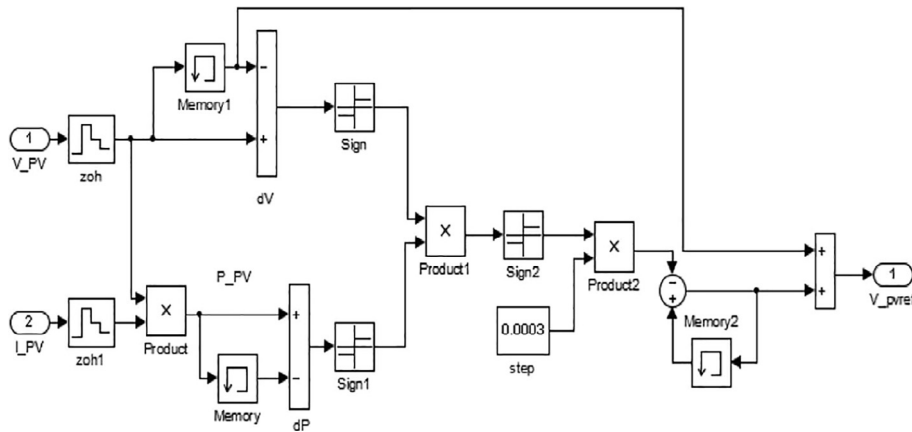 Memory1
Sign
1
V_PV
zoh
dV
X
Product1
Sign2
X
Product2
1
V_pvref
P_PV
2
I_PV
zoh1
X
Product
Memory
dP
Sign1
0.0003
step
Memory2